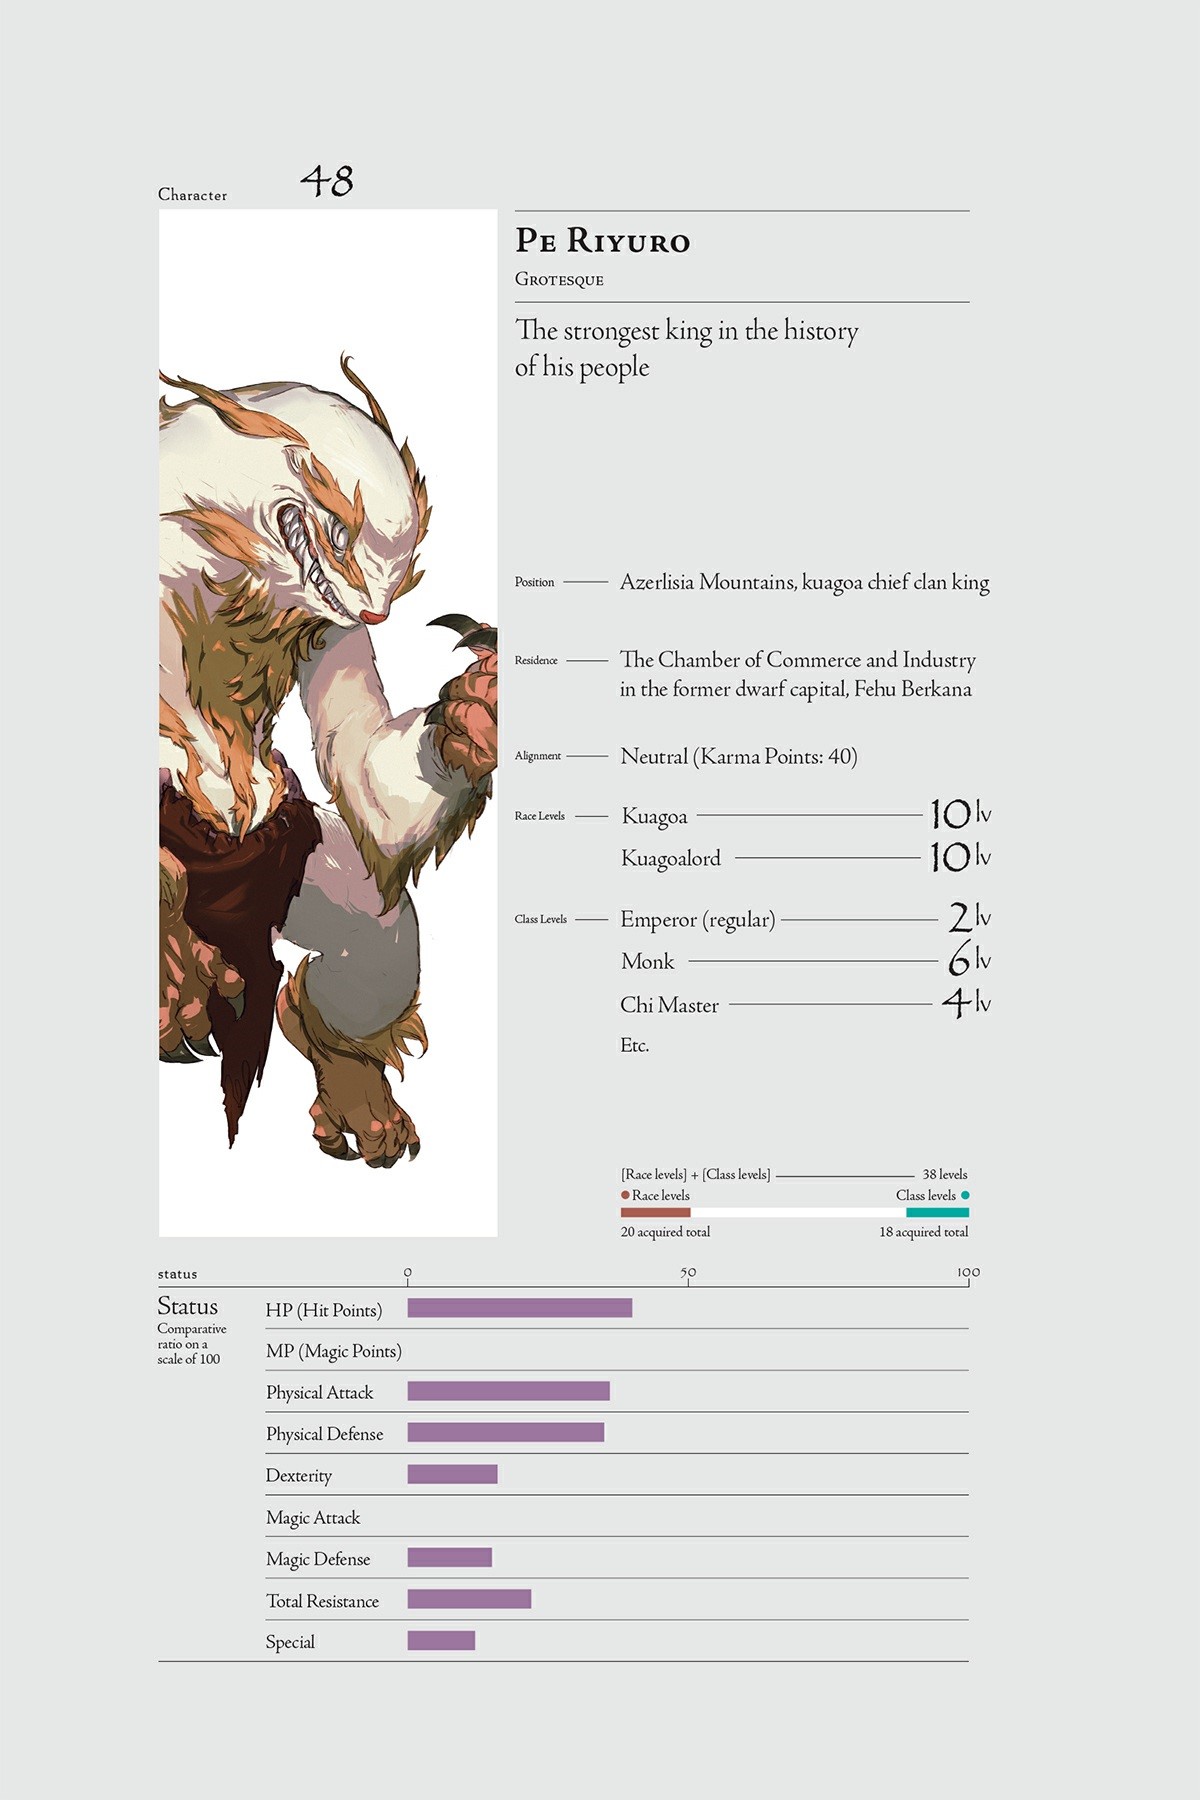 Character 48
Pe Riyuro
Grotesque
The strongest king in the history
of his people
Position Azerlisia Mountains, kuagoa chief clan king
Residence The Chamber of Commerce and Industry
in the former dwarf capital, Fehu Berkana
Alignment Neutral (Karma Points: 40)
Race Levels Kuagoa 10 lv
Kuagoalord 10 lv
Class Levels Emperor (regular) 2 lv
Monk 6 lv
Chi Master 4 lv
Etc.
[Race levels] + [Class levels] 38 levels
Race levels Class levels
20 acquired total 18 acquired total
status 0 50 100
Status
Comparative
ratio on a
scale of 100
HP (Hit Points)
MP (Magic Points)
Physical Attack
Physical Defense
Dexterity
Magic Attack
Magic Defense
Total Resistance
Special